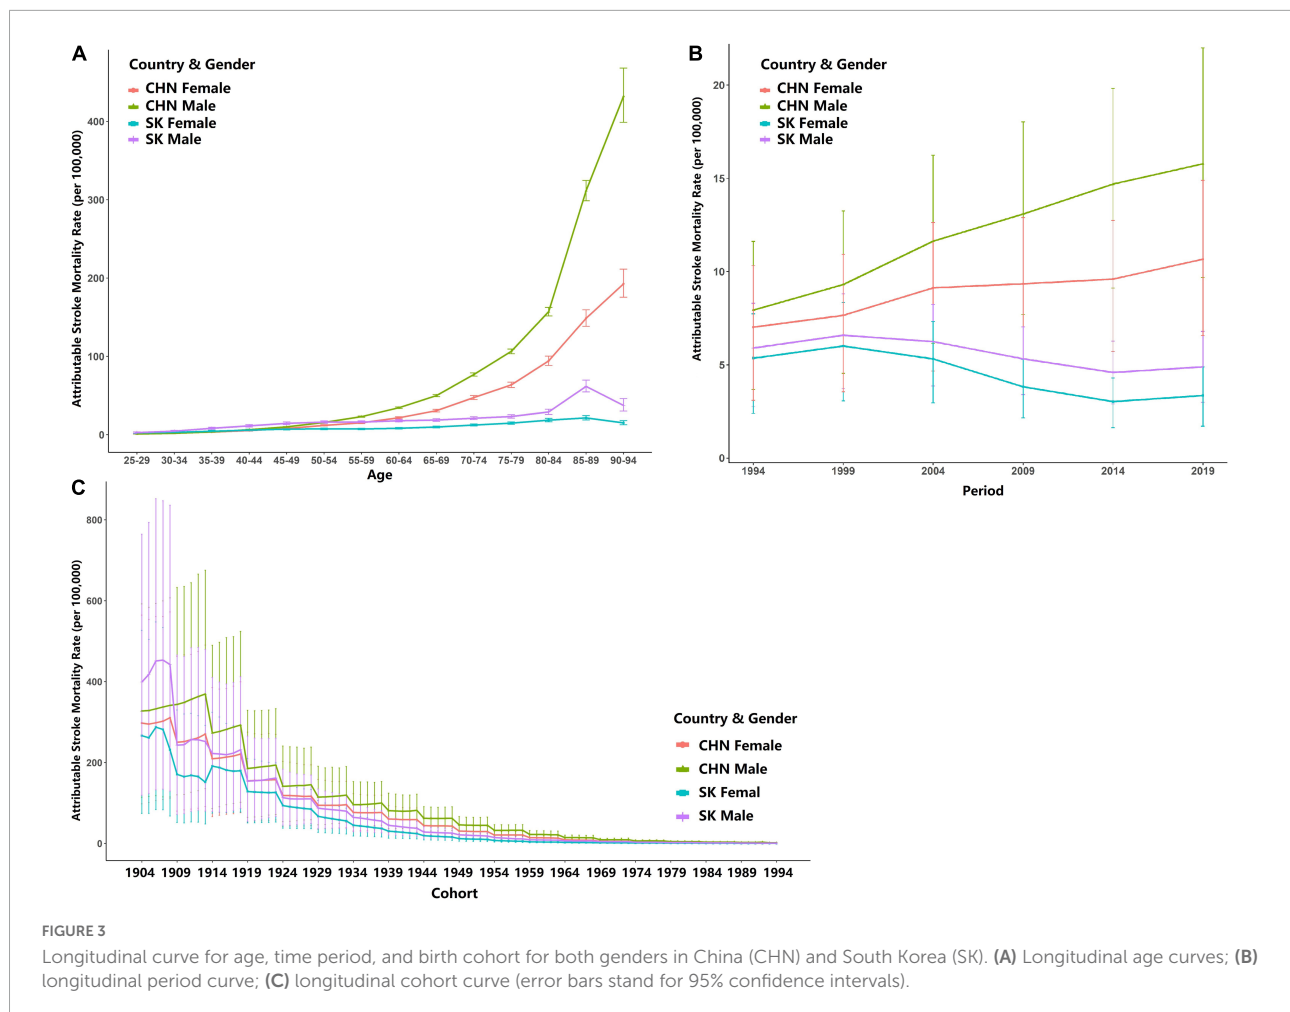 A
Country & Gender
CHN Female
CHN Male
SK Female
SK Male
Attributable Stroke Mortality Rate (per 100,000)
400
300
200
100
0
25-29 30-34 35-39 40-44 45-49 50-54 55-59 60-64 65-69 70-74 75-79 80-84 85-89 90-94
Age
B
Country & Gender
CHN Female
CHN Male
SK Female
SK Male
Attributable Stroke Mortality Rate (per 100,000)
20
15
10
5
0
1994 1999 2004 2009 2014 2019
Period
C
Attributable Stroke Mortality Rate (per 100,000)
800
600
400
200
0
Country & Gender
CHN Female
CHN Male
SK Femal
SK Male
1904 1909 1914 1919 1924 1929 1934 1939 1944 1949 1954 1959 1964 1969 1974 1979 1984 1989 1994
Cohort
FIGURE 3
Longitudinal curve for age, time period, and birth cohort for both genders in China (CHN) and South Korea (SK). (A) Longitudinal age curves; (B)
longitudinal period curve; (C) longitudinal cohort curve (error bars stand for 95% confidence intervals).